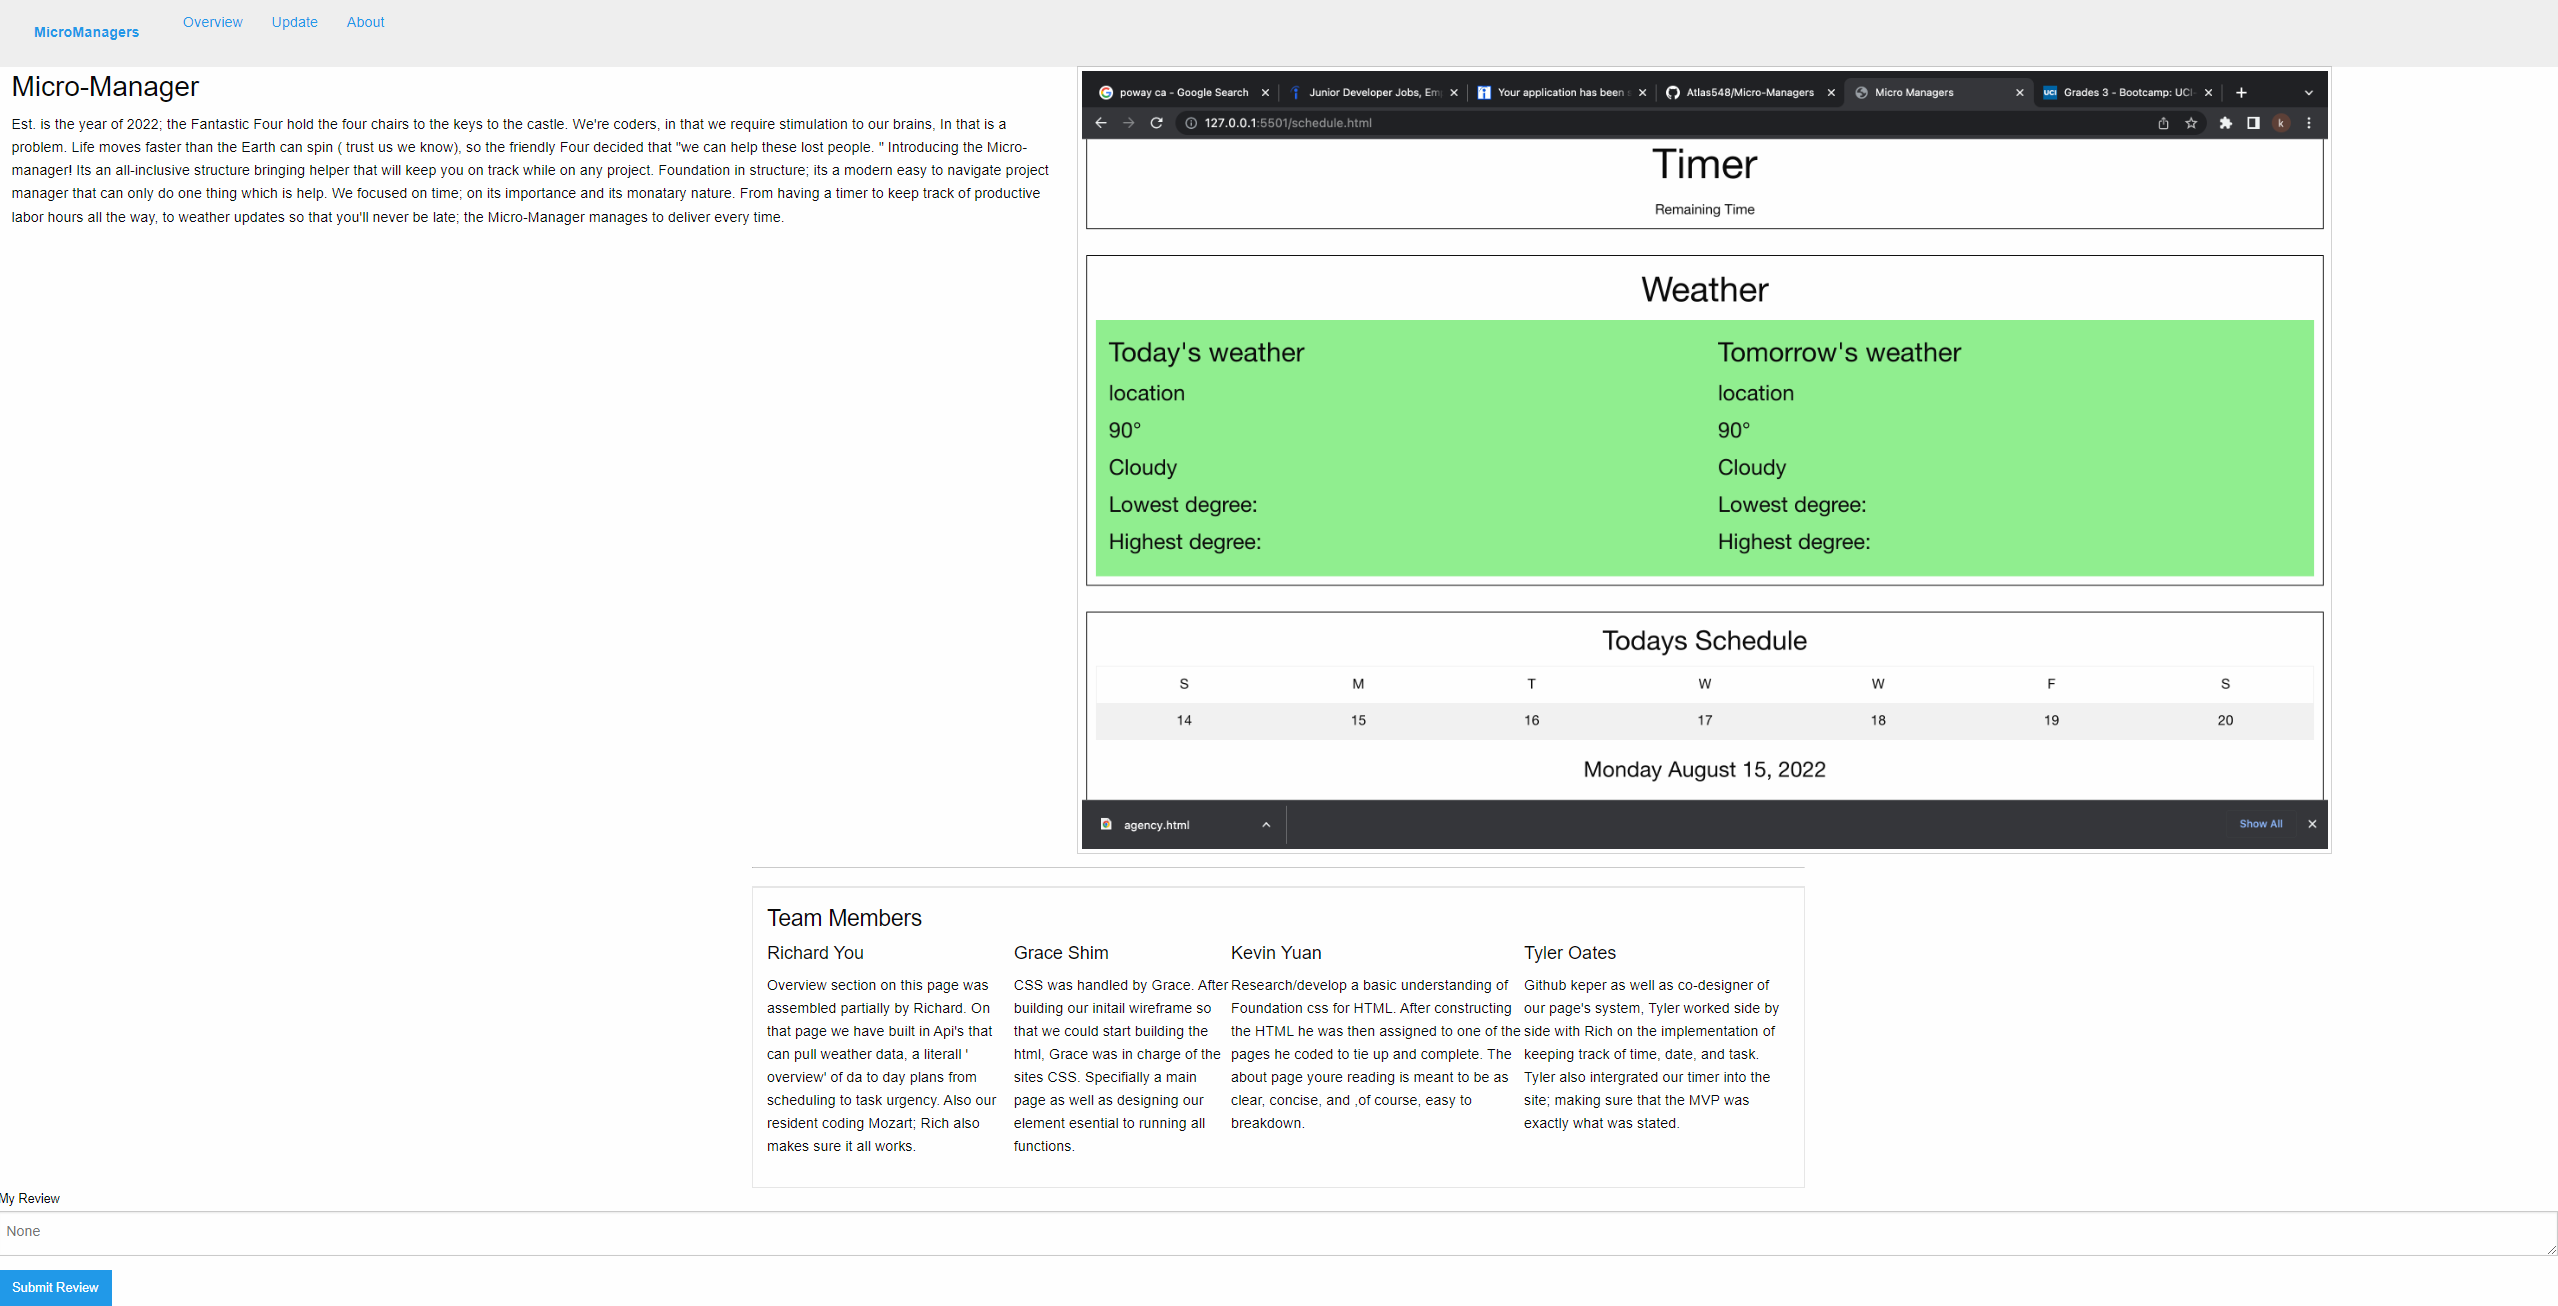 MicroManagers
Overview Update About
Micro-Manager
Est. is the year of 2022; the Fantastic Four hold the four chairs to the keys to the castle. We're coders, in that we require stimulation to our brains, In that is a
problem. Life moves faster than the Earth can spin ( trust us we know), so the friendly Four decided that "we can help these lost people. " Introducing the Micro-
manager! Its an all-inclusive structure bringing helper that will keep you on track while on any project. Foundation in structure; its a modern easy to navigate project
manager that can only do one thing which is help. We focused on time; on its importance and its monatary nature. From having a timer to keep track of productive
labor hours all the way, to weather updates so that you'll never be late; the Micro-Manager manages to deliver every time.
poway ca - Google Search Junior Developer Jobs, Em Your application has been s Atlas548/Micro-Managers Micro Managers UCI Grades 3 - Bootcamp: UCI-
127.0.0.1:5501/schedule.html k
Timer
Remaining Time
Weather
Today's weather Tomorrow's weather
location location
90° 90°
Cloudy Cloudy
Lowest degree: Lowest degree:
Highest degree: Highest degree:
Todays Schedule
S M T W W F S
14 15 16 17 18 19 20
Monday August 15, 2022
agency.html Show All
Team Members
Richard You
Overview section on this page was
assembled partially by Richard. On
that page we have built in Api's that
can pull weather data, a literall '
overview' of da to day plans from
scheduling to task urgency. Also our
resident coding Mozart; Rich also
makes sure it all works.
Grace Shim
CSS was handled by Grace. After
building our initail wireframe so
that we could start building the
html, Grace was in charge of the
sites CSS. Specifially a main
page as well as designing our
element esential to running all
functions.
Kevin Yuan
Research/develop a basic understanding of
Foundation css for HTML. After constructing
the HTML he was then assigned to one of the
pages he coded to tie up and complete. The
about page youre reading is meant to be as
clear, concise, and ,of course, easy to
breakdown.
Tyler Oates
Github keper as well as co-designer of
our page's system, Tyler worked side by
side with Rich on the implementation of
keeping track of time, date, and task.
Tyler also intergrated our timer into the
site; making sure that the MVP was
exactly what was stated.
My Review
None
Submit Review